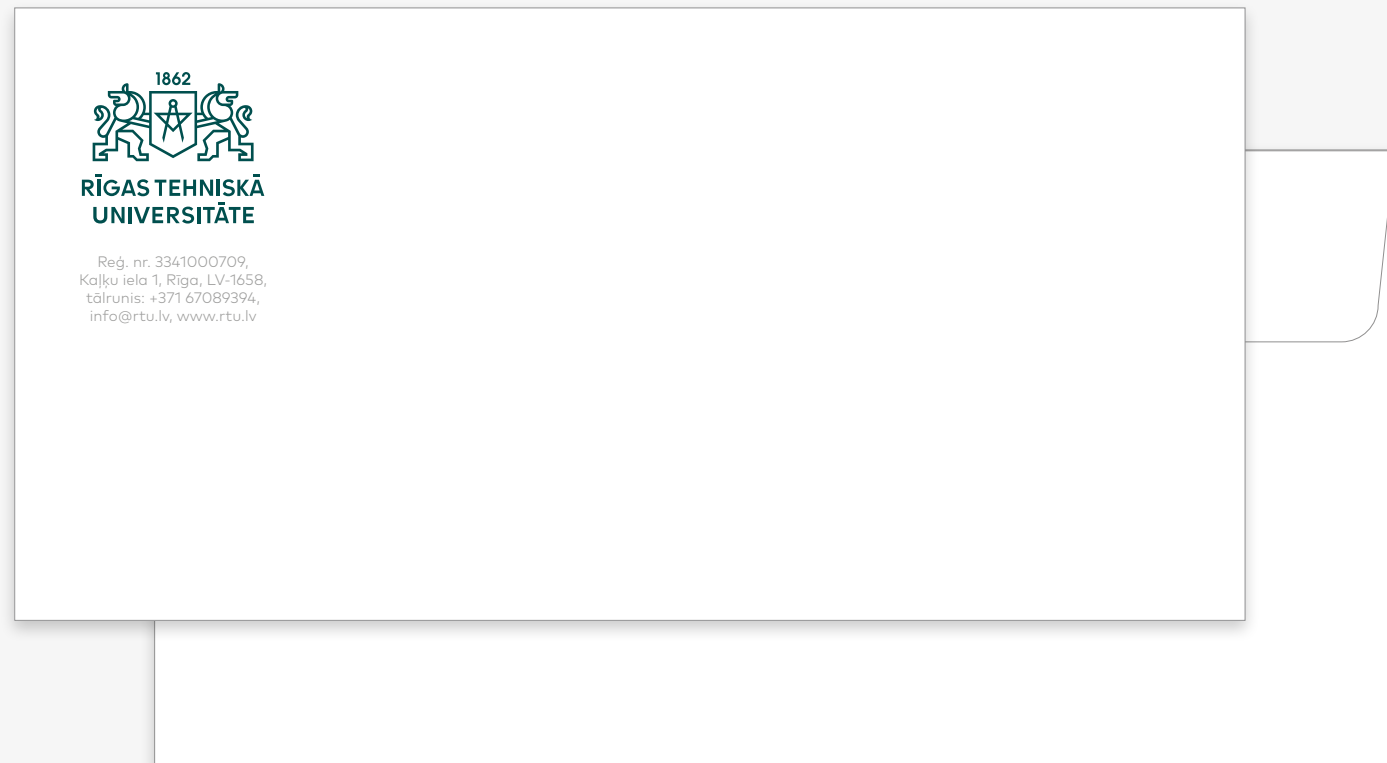 1862
RĪGAS TEHNISKĀ
UNIVERSITĀTE
Reģ. nr. 3341000709,
Kaļķu iela 1, Rīga, LV-1658,
tālrunis: +371 67089394,
info@rtu.lv, www.rtu.lv